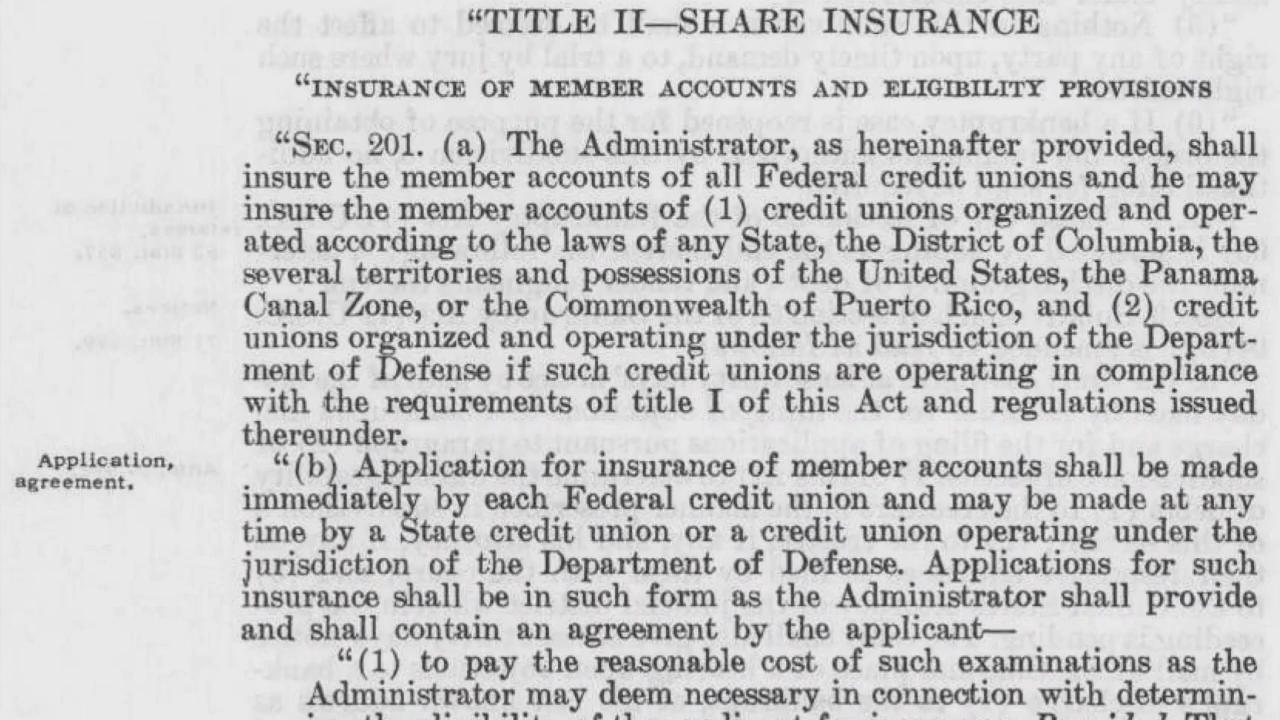 “TITLE II—SHARE INSURANCE
“INSURANCE OF MEMBER ACCOUNTS AND ELIGIBILITY PROVISIONS
“SEC. 201. (a) The Administrator, as hereinafter provided, shall
insure the member accounts of all Federal credit unions and he may
insure the member accounts of (1) credit unions organized and oper-
ated according to the laws of any State, the District of Columbia, the
several territories and possessions of the United States, the Panama
Canal Zone, or the Commonwealth of Puerto Rico, and (2) credit
unions organized and operating under the jurisdiction of the Depart-
ment of Defense if such credit unions are operating in compliance
with the requirements of title I of this Act and regulations issued
thereunder.
Application,
agreement.
“(b) Application for insurance of member accounts shall be made
immediately by each Federal credit union and may be made at any
time by a State credit union or a credit union operating under the
jurisdiction of the Department of Defense. Applications for such
insurance shall be in such form as the Administrator shall provide
and shall contain an agreement by the applicant—
“(1) to pay the reasonable cost of such examinations as the
Administrator may deem necessary in connection with determin-